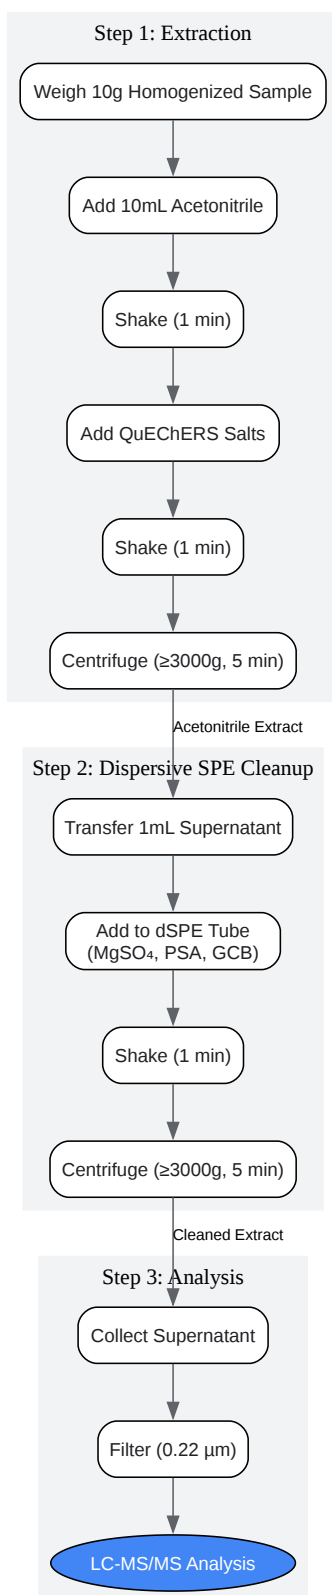 Step 1: Extraction
Weigh 10g Homogenized Sample
Add 10mL Acetonitrile
Shake (1 min)
Add QuEChERS Salts
Shake (1 min)
Centrifuge (≥3000g, 5 min)
Acetonitrile Extract
Step 2: Dispersive SPE Cleanup
Transfer 1mL Supernatant
Add to dSPE Tube
(MgSO₄, PSA, GCB)
Shake (1 min)
Centrifuge (≥3000g, 5 min)
Cleaned Extract
Step 3: Analysis
Collect Supernatant
Filter (0.22 µm)
LC-MS/MS Analysis